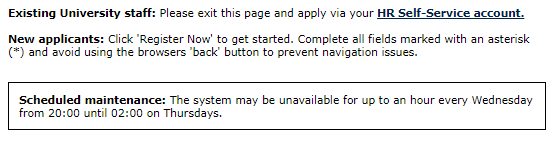 Existing University staff: Please exit this page and apply via your HR Self-Service account.
New applicants: Click 'Register Now' to get started. Complete all fields marked with an asterisk
(*) and avoid using the browsers 'back' button to prevent navigation issues.
Scheduled maintenance: The system may be unavailable for up to an hour every Wednesday
from 20:00 until 02:00 on Thursdays.